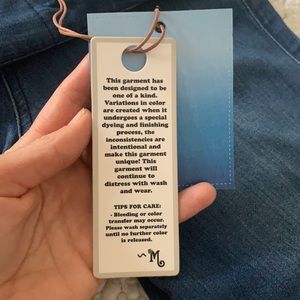 This garment has
been designed to be
one of a kind.
Variations in color
are created when it
undergoes a special
dyeing and finishing
process, the
inconsistencies are
intentional and
make this garment
unique! This
garment will
continue to
distress with wash
and wear.
TIPS FOR CARE:
- Bleeding or color
transfer may occur.
Please wash separately
until no further color
is released.
~M